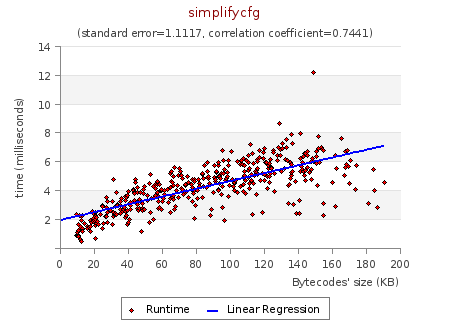 simplifycfg
(standard error=1.1117, correlation coefficient=0.7441)
14
12
10
8
6
4
2
time (milliseconds)
0 20 40 60 80 100 120 140 160 180 200
Bytecodes' size (KB)
Runtime Linear Regression